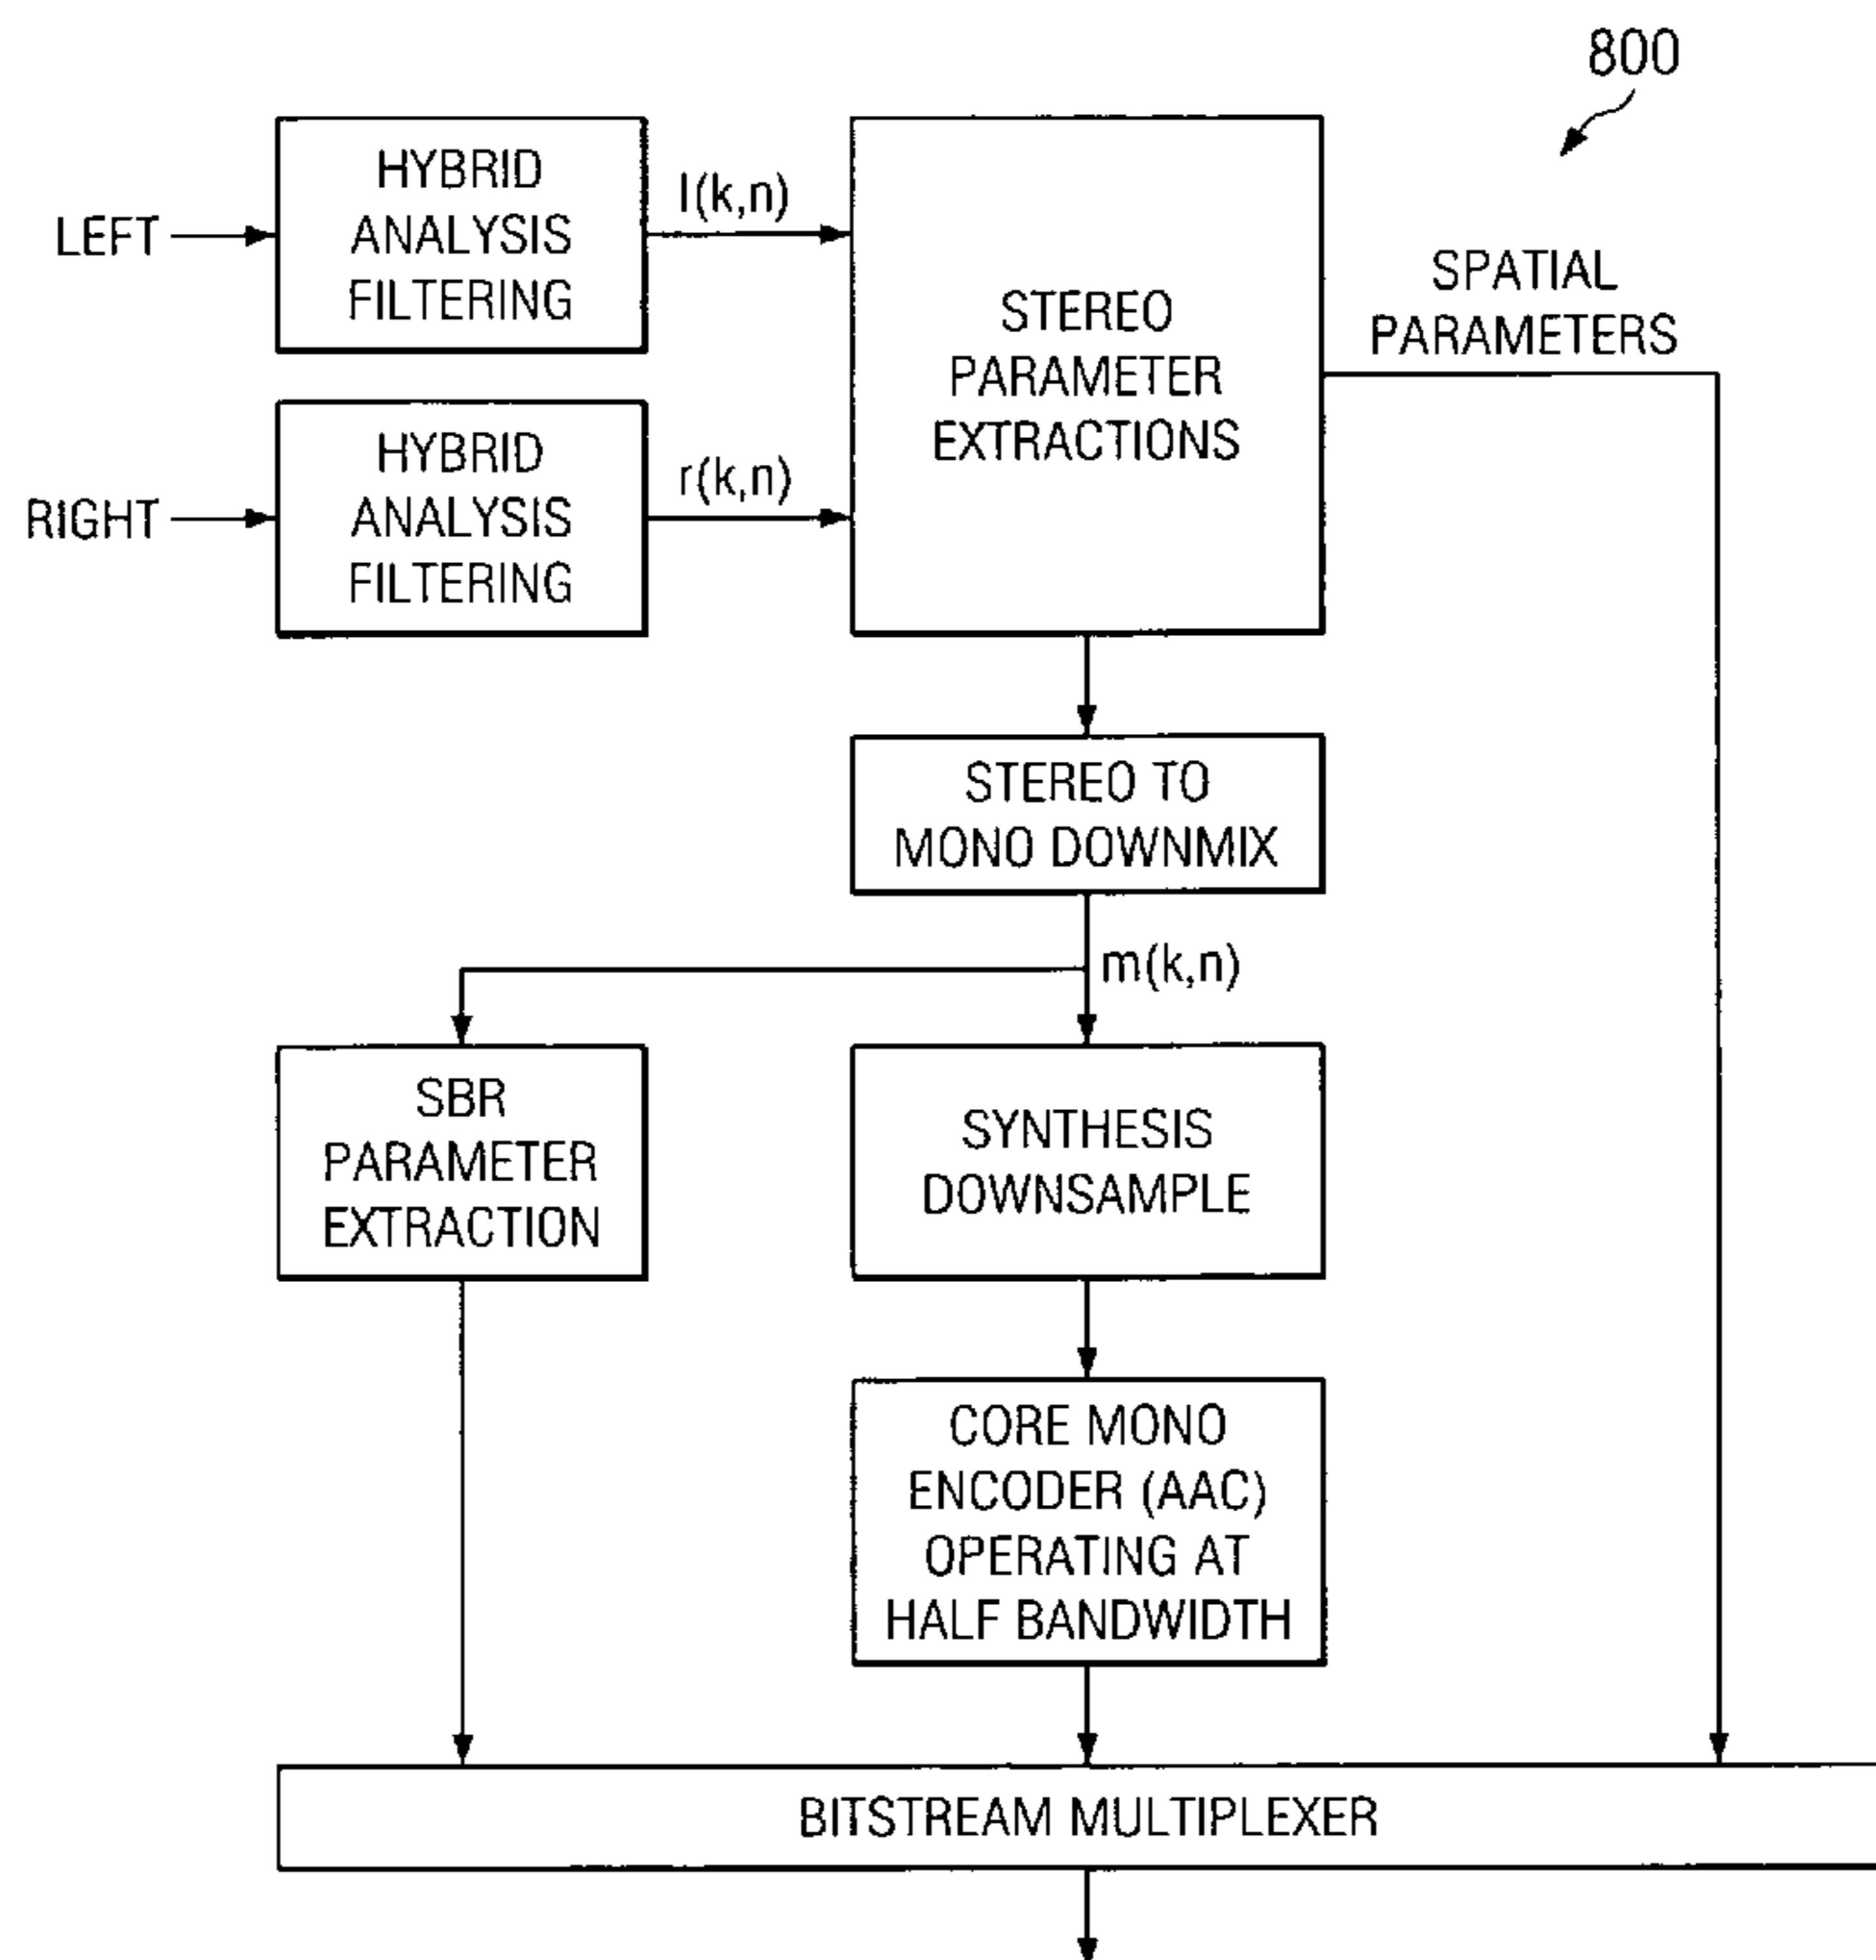 800
LEFT
HYBRID
ANALYSIS
FILTERING
l(k,n)
RIGHT
HYBRID
ANALYSIS
FILTERING
r(k,n)
STEREO
PARAMETER
EXTRACTIONS
SPATIAL
PARAMETERS
STEREO TO
MONO DOWNMIX
m(k,n)
SBR
PARAMETER
EXTRACTION
SYNTHESIS
DOWNSAMPLE
CORE MONO
ENCODER (AAC)
OPERATING AT
HALF BANDWIDTH
BITSTREAM MULTIPLEXER